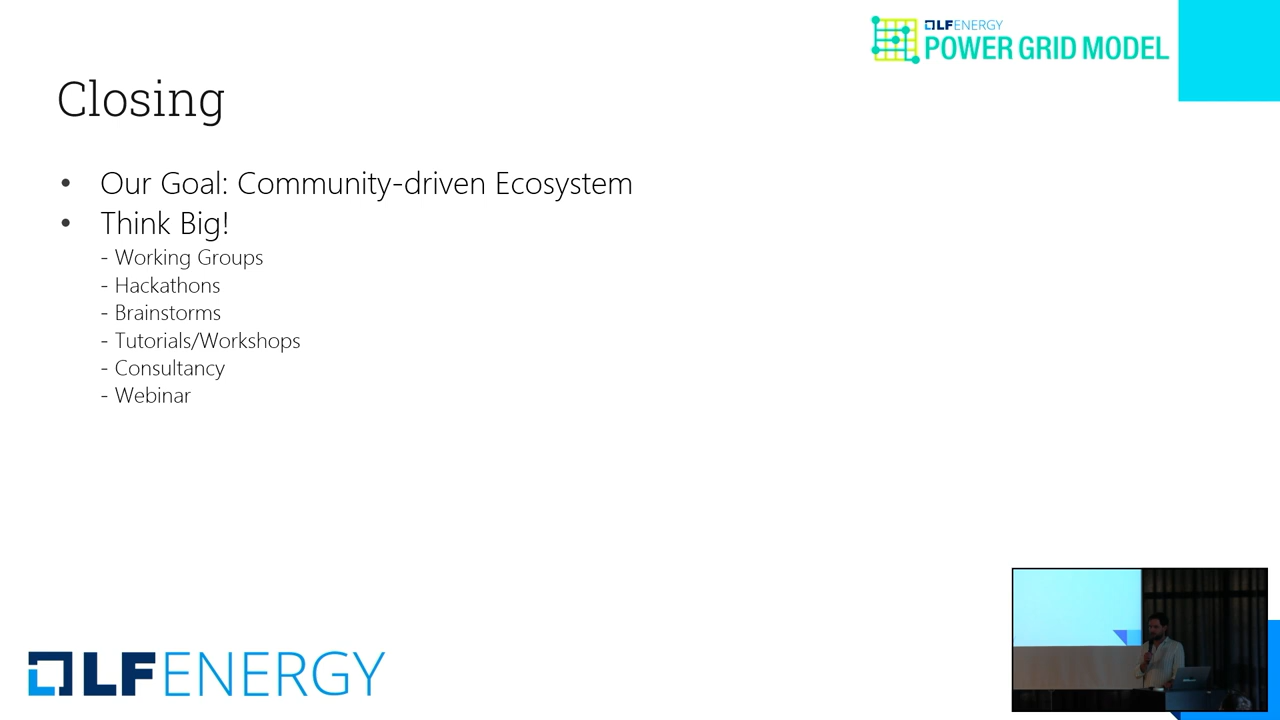 LFENERGY
POWER GRID MODEL
Closing
• Our Goal: Community-driven Ecosystem
• Think Big!
- Working Groups
- Hackathons
- Brainstorms
- Tutorials/Workshops
- Consultancy
- Webinar
LFENERGY